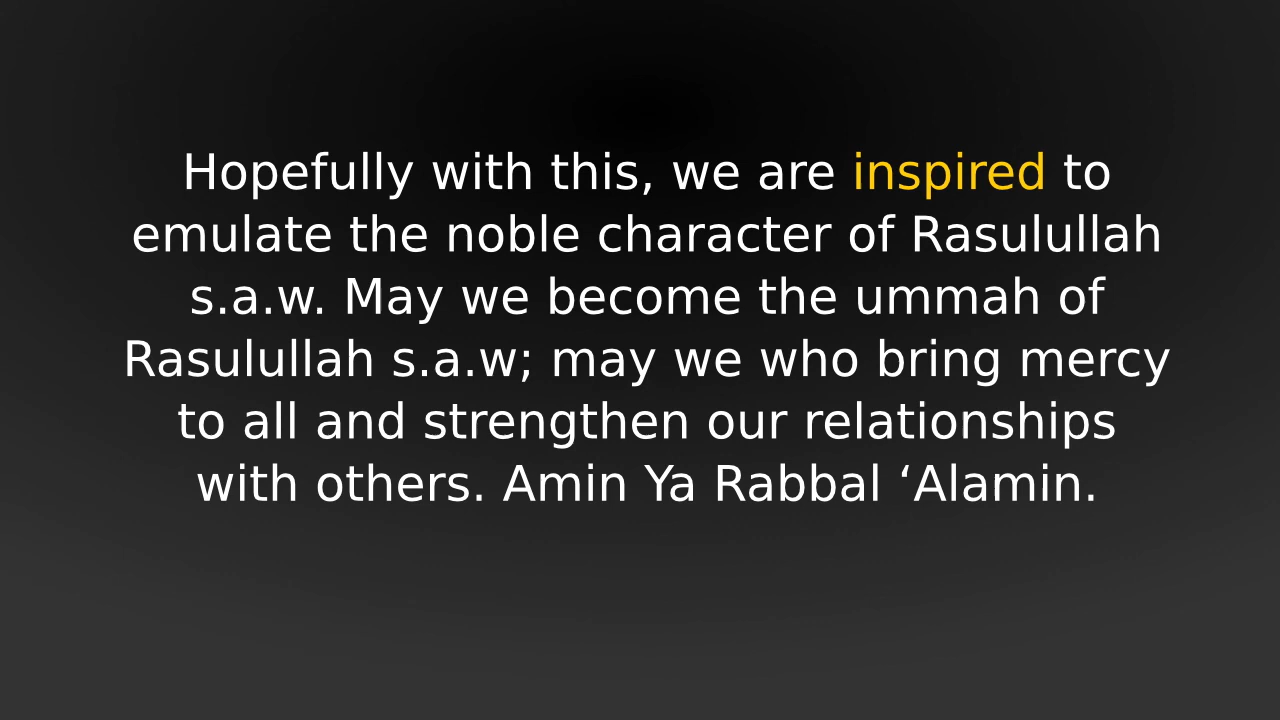 Hopefully with this, we are inspired to
emulate the noble character of Rasulullah
s.a.w. May we become the ummah of
Rasulullah s.a.w; may we who bring mercy
to all and strengthen our relationships
with others. Amin Ya Rabbal ‘Alamin.